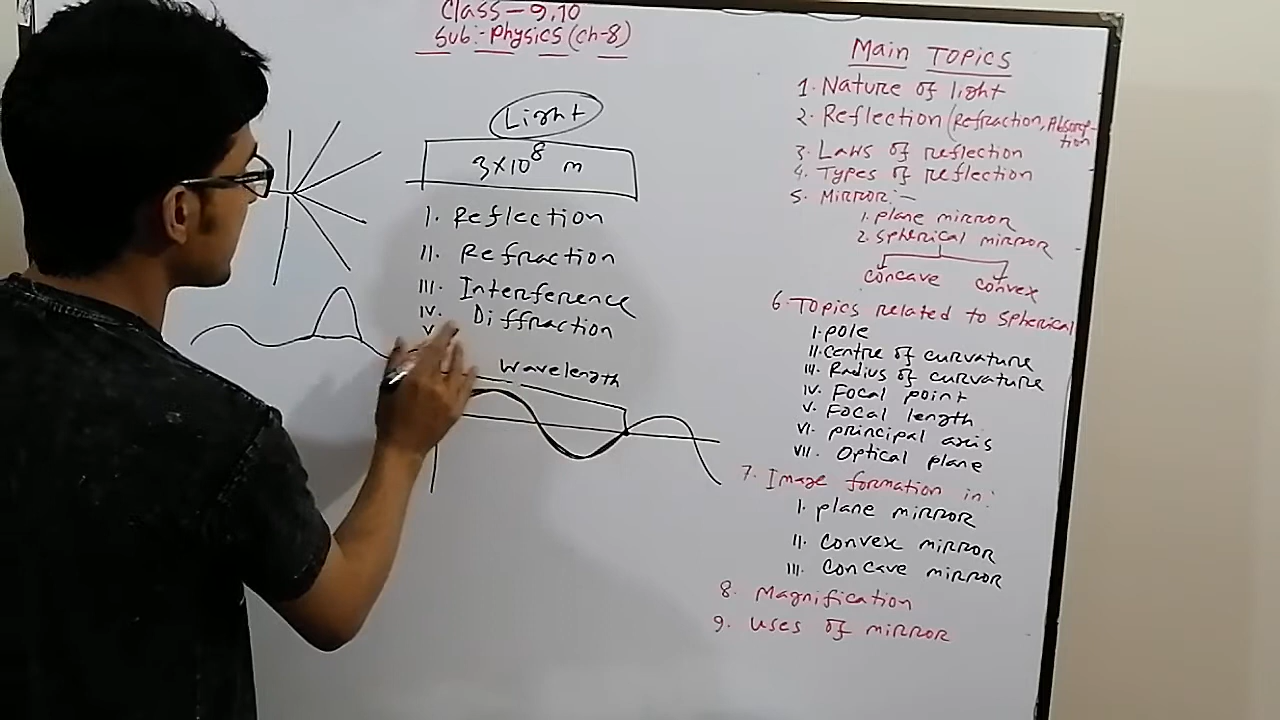 Class-9,10
Sub:- Physics (ch-8)
Light
3×10⁸ m
I. Reflection
II. Refraction
III. Interference
IV. Diffraction
V
Wavelength
Main Topics
1. Nature of light
2. Reflection (Refraction, Absorp-
tion
3. Laws of reflection
4. Types of reflection
5. Mirror:-
1. plane mirror
2. spherical mirror
concave convex
6. Topics related to spherical
I. pole
II. Centre of curvature
III. Radius of curvature
IV. Focal point
V. Focal length
VI. principal axis
VII. Optical plane
7. Image formation in:
I. plane mirror
II. Convex mirror
III. Concave mirror
8. Magnification
9. Uses of mirror